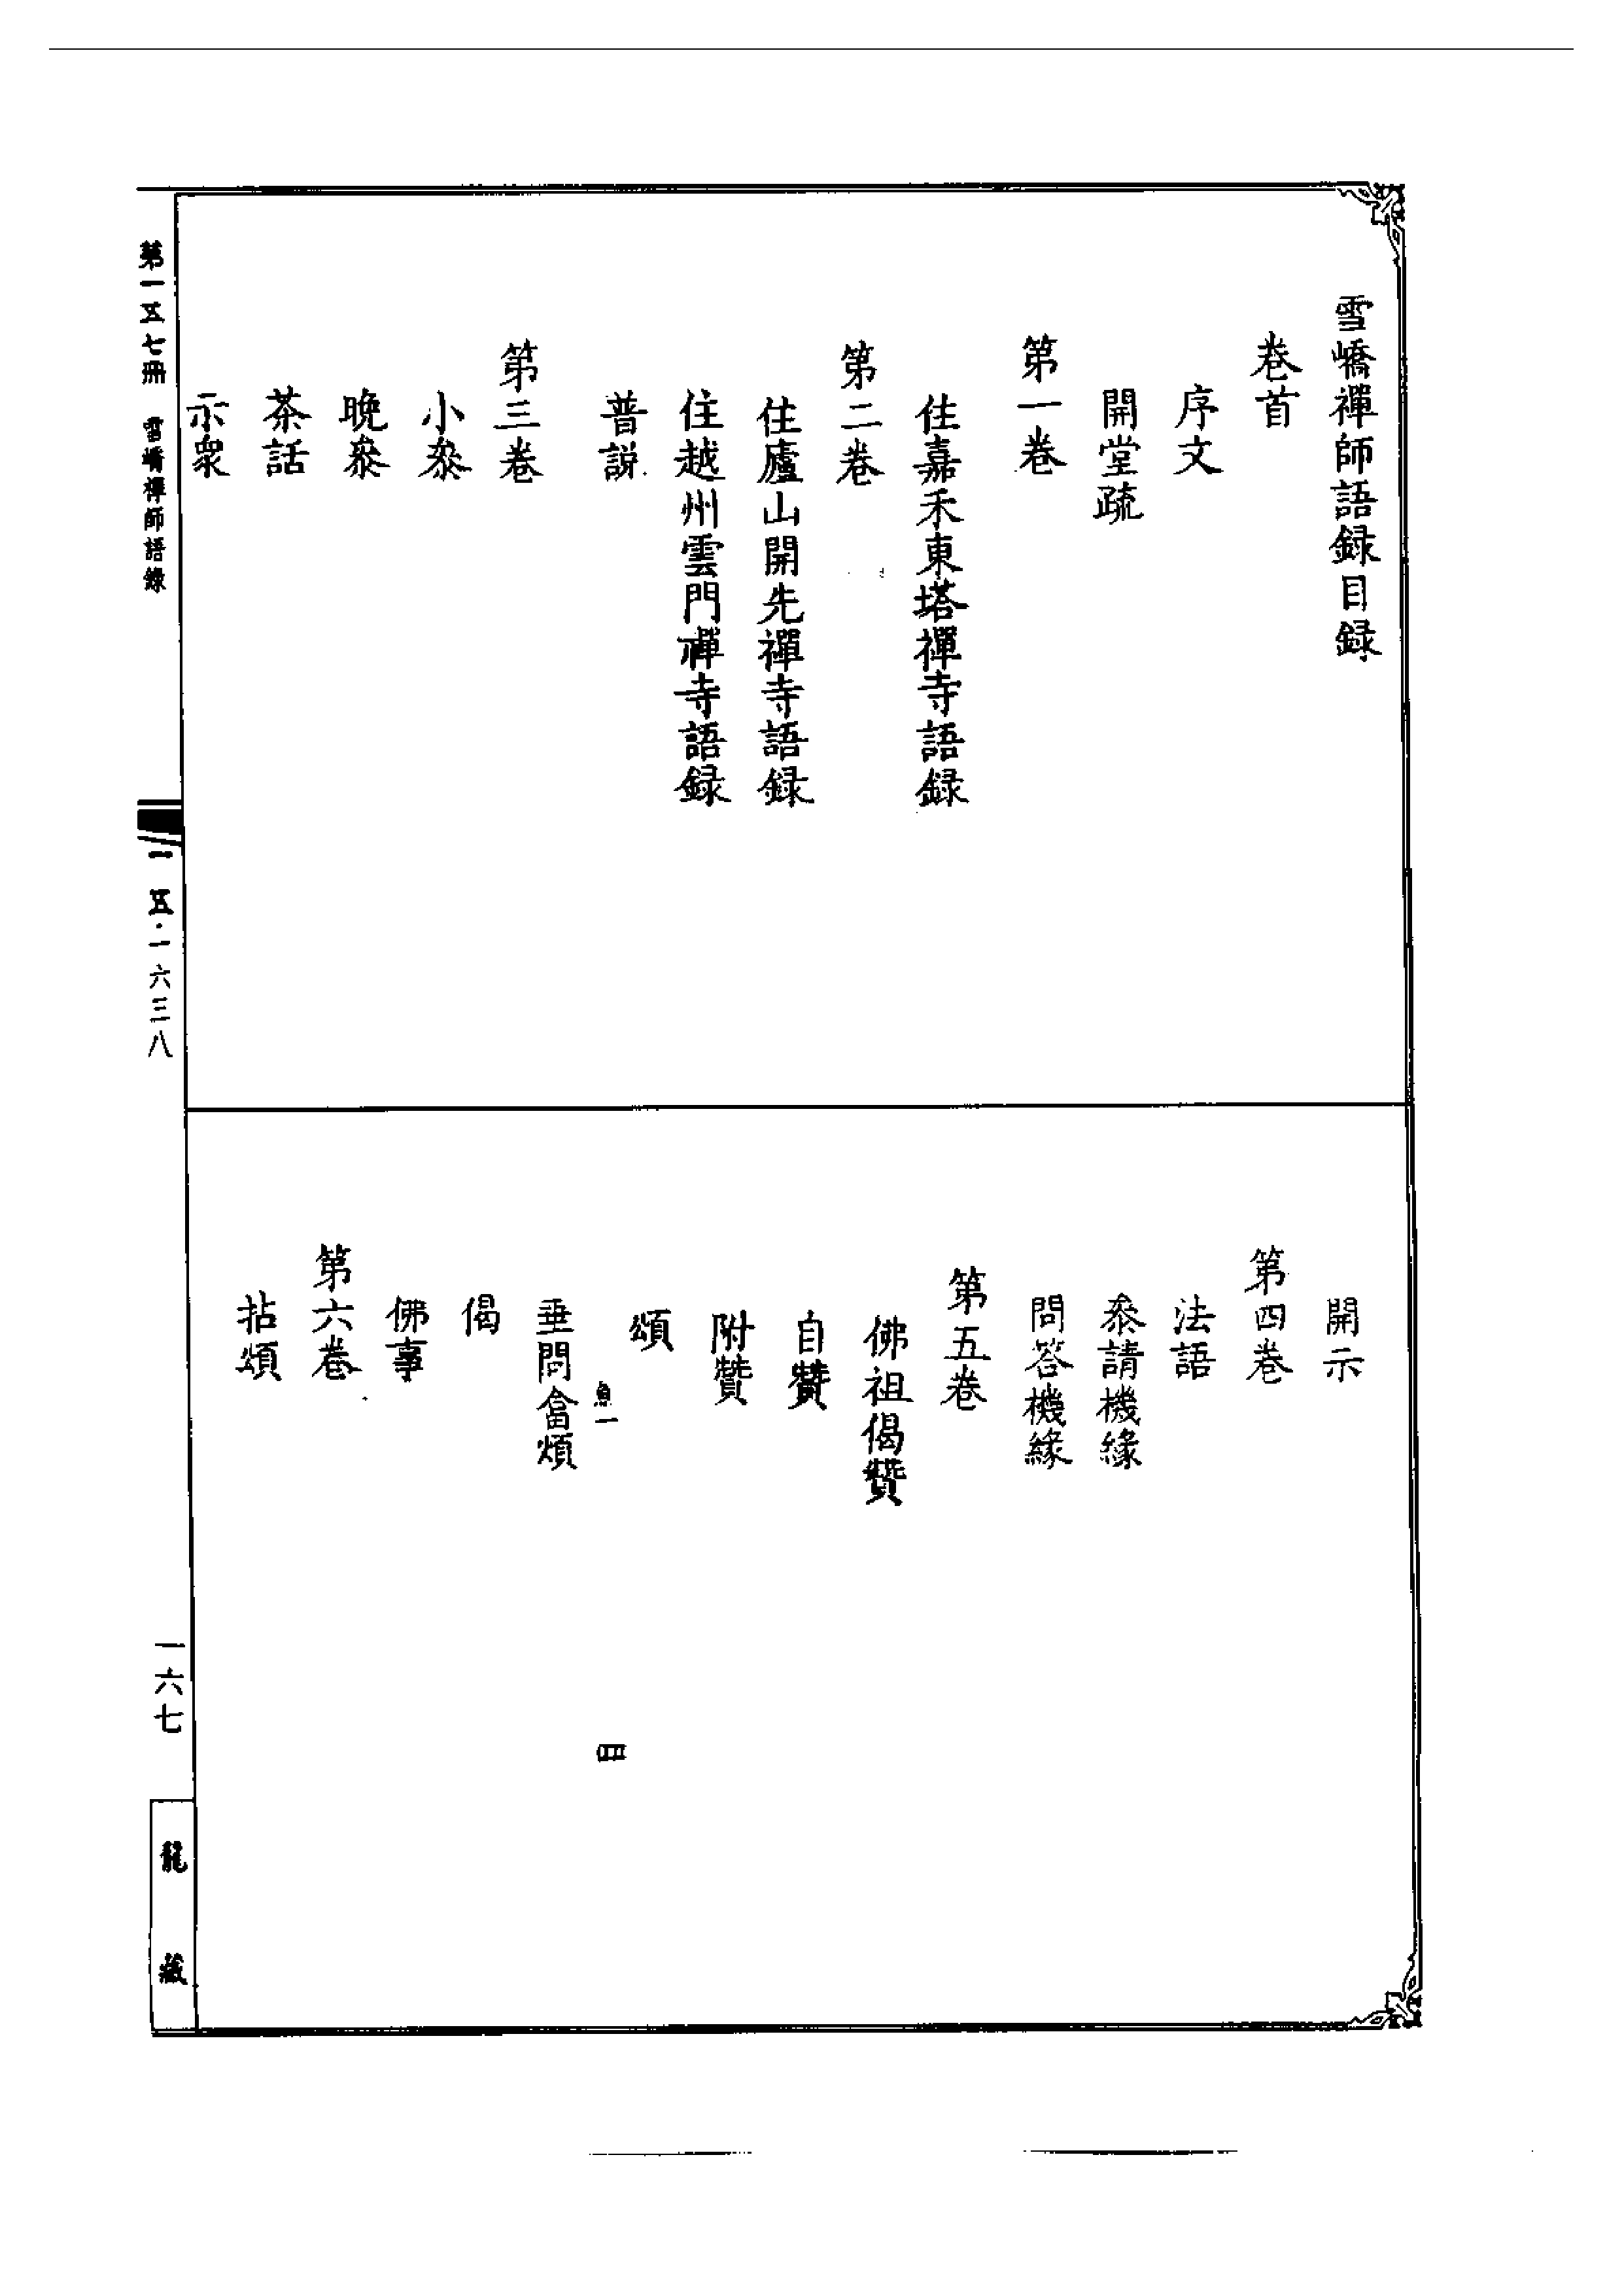 雪嶠禪師語録目録
卷首
序文
開堂疏
第一卷
住嘉禾東塔禪寺語録
第二卷
住廬山開先禪寺語録
住越州雲門禪寺語録
普説
第三卷
小叅
晚叅
茶話
示衆
開示
第四卷
法語
叅請機緣
問答機緣
第五卷
佛祖偈贊
自贊
附贊
頌
魚一
四
垂問畣頌
偈
佛事
第六卷
拈頌
第一五七冊
雪嶠禪師語錄
一五·一六三八
一六七
龍藏